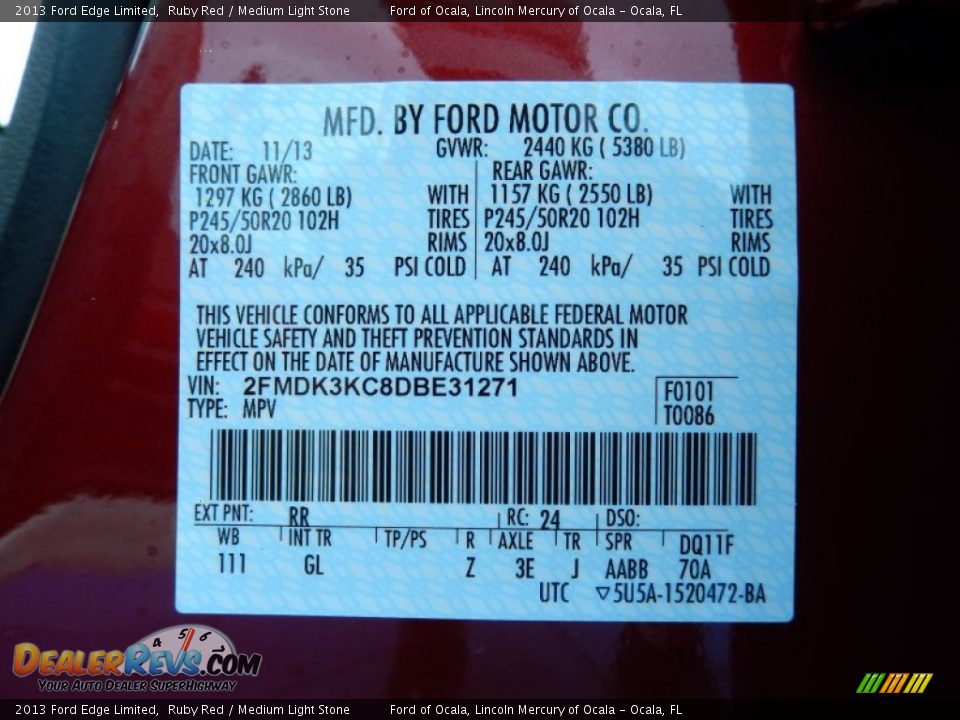 2013 Ford Edge Limited, Ruby Red / Medium Light Stone Ford of Ocala, Lincoln Mercury of Ocala - Ocala, FL
MFD. BY FORD MOTOR CO.
DATE: 11/13 GVWR: 2440 KG ( 5380 LB)
FRONT GAWR: REAR GAWR:
1297 KG ( 2860 LB) WITH 1157 KG ( 2550 LB) WITH
P245/50R20 102H TIRES P245/50R20 102H TIRES
20x8.0J RIMS 20x8.0J RIMS
AT 240 kPa/ 35 PSI COLD AT 240 kPa/ 35 PSI COLD
THIS VEHICLE CONFORMS TO ALL APPLICABLE FEDERAL MOTOR
VEHICLE SAFETY AND THEFT PREVENTION STANDARDS IN
EFFECT ON THE DATE OF MANUFACTURE SHOWN ABOVE.
VIN: 2FMDK3KC8DBE31271 F0101
TYPE: MPV T0086
EXT PNT: RR RC: 24 DSO:
WB INT TR TP/PS R AXLE TR SPR DQ11F
111 GL Z 3E J AABB 70A
UTC ▽5U5A-1520472-BA
4 5 6
DEALERREVS.COM
Your Auto Dealer SuperHighway
2013 Ford Edge Limited, Ruby Red / Medium Light Stone Ford of Ocala, Lincoln Mercury of Ocala - Ocala, FL